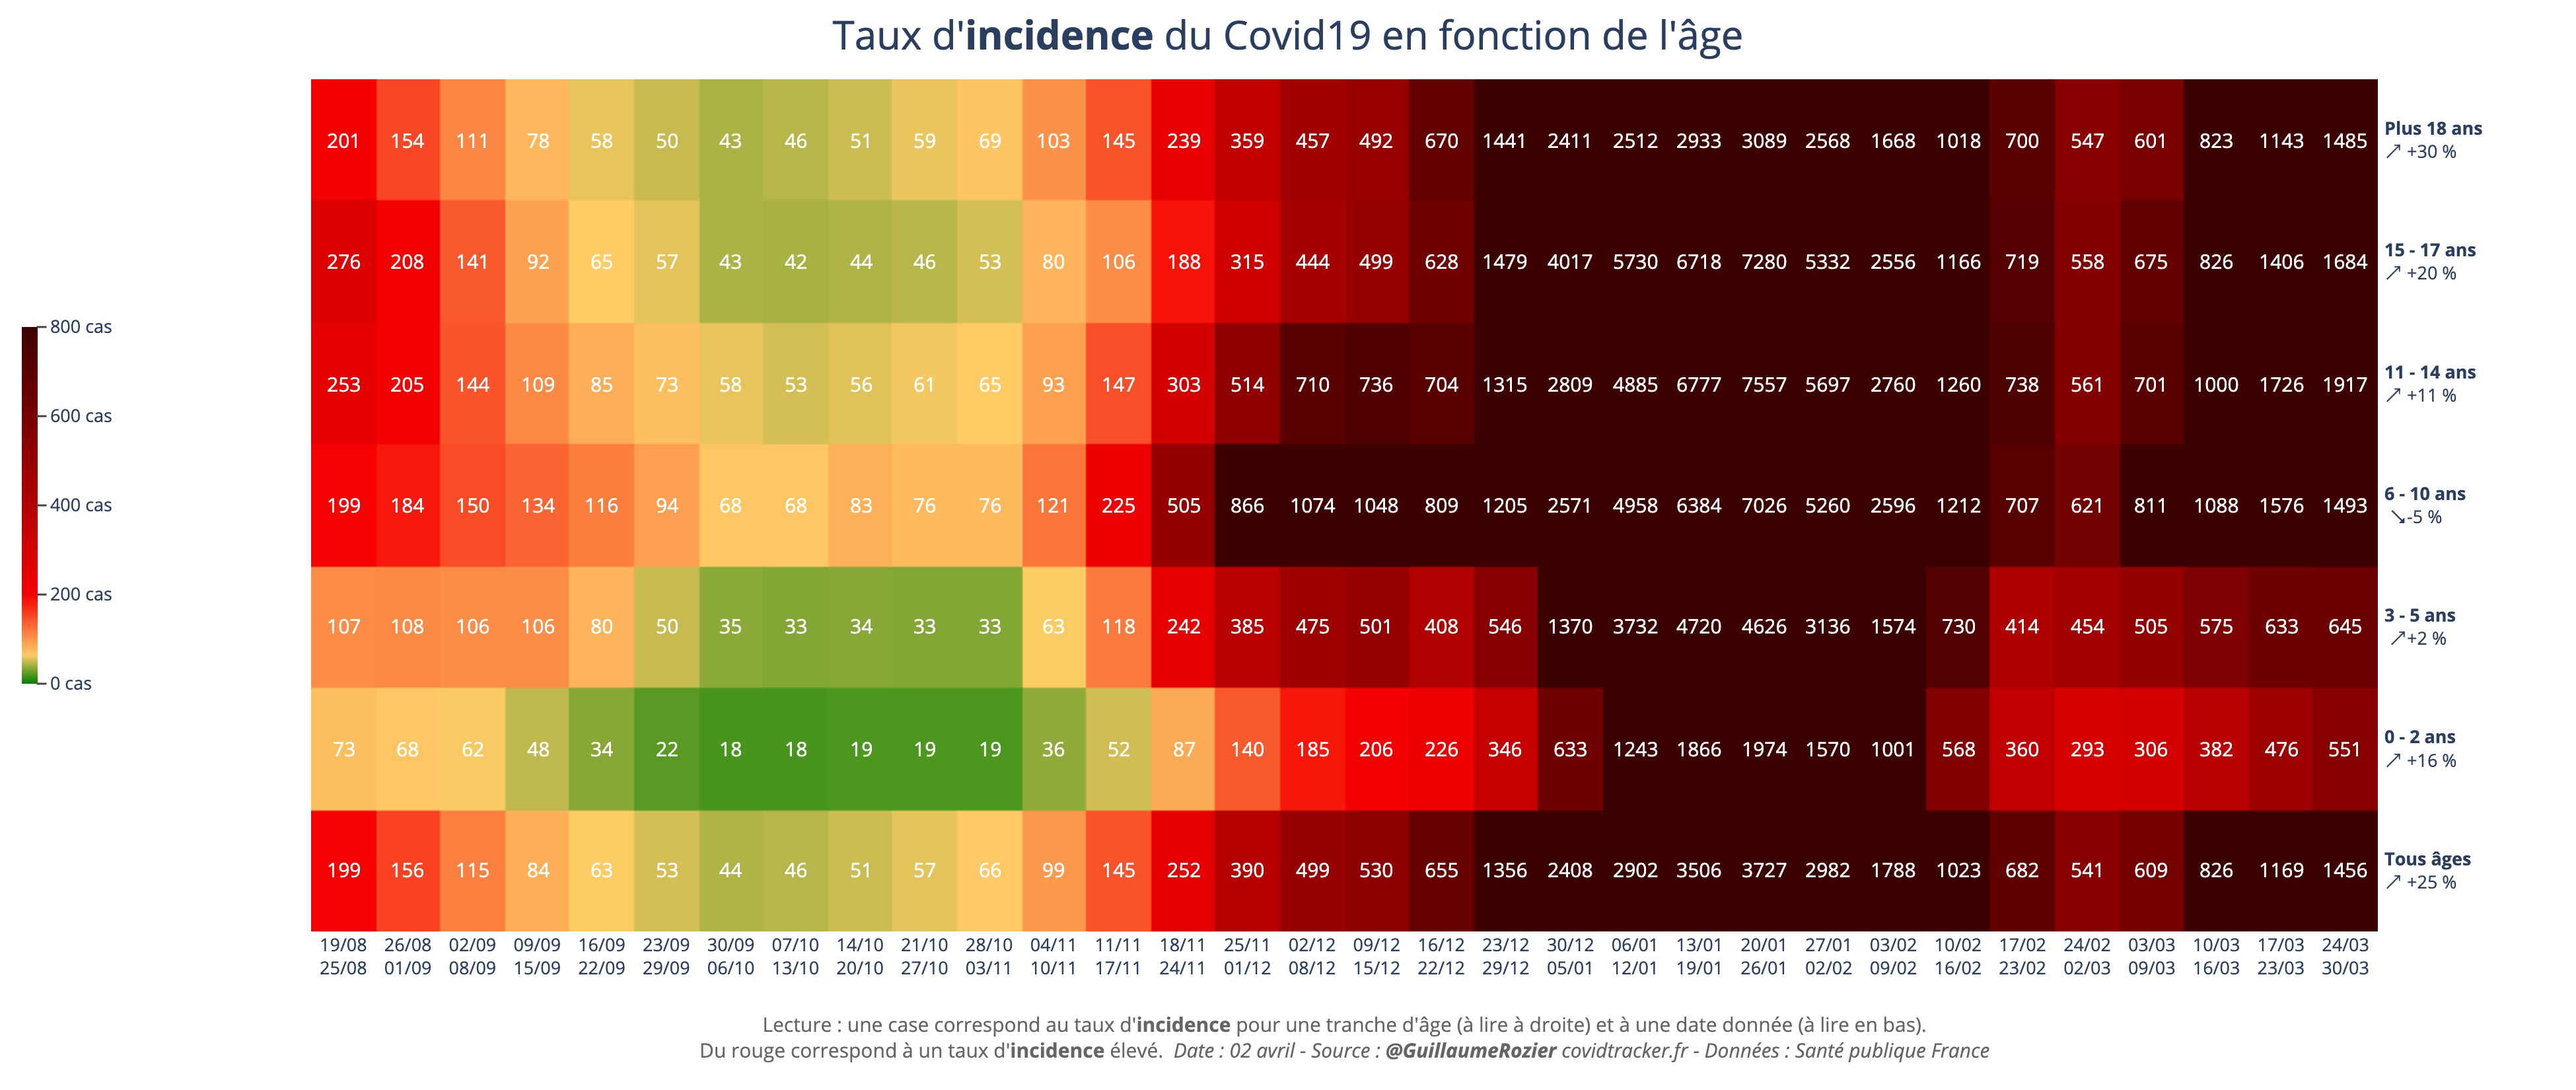 Taux d'incidence du Covid19 en fonction de l'âge
800 cas
600 cas
400 cas
200 cas
0 cas
201 154 111 78 58 50 43 46 51 59 69 103 145 239 359 457 492 670 1441 2411 2512 2933 3089 2568 1668 1018 700 547 601 823 1143 1485
Plus 18 ans
↗ +30 %
276 208 141 92 65 57 43 42 44 46 53 80 106 188 315 444 499 628 1479 4017 5730 6718 7280 5332 2556 1166 719 558 675 826 1406 1684
15 - 17 ans
↗ +20 %
253 205 144 109 85 73 58 53 56 61 65 93 147 303 514 710 736 704 1315 2809 4885 6777 7557 5697 2760 1260 738 561 701 1000 1726 1917
11 - 14 ans
↗ +11 %
199 184 150 134 116 94 68 68 83 76 76 121 225 505 866 1074 1048 809 1205 2571 4958 6384 7026 5260 2596 1212 707 621 811 1088 1576 1493
6 - 10 ans
↘-5 %
107 108 106 106 80 50 35 33 34 33 33 63 118 242 385 475 501 408 546 1370 3732 4720 4626 3136 1574 730 414 454 505 575 633 645
3 - 5 ans
↗+2 %
73 68 62 48 34 22 18 18 19 19 19 36 52 87 140 185 206 226 346 633 1243 1866 1974 1570 1001 568 360 293 306 382 476 551
0 - 2 ans
↗ +16 %
199 156 115 84 63 53 44 46 51 57 66 99 145 252 390 499 530 655 1356 2408 2902 3506 3727 2982 1788 1023 682 541 609 826 1169 1456
Tous âges
↗ +25 %
19/08 26/08 02/09 09/09 16/09 23/09 30/09 07/10 14/10 21/10 28/10 04/11 11/11 18/11 25/11 02/12 09/12 16/12 23/12 30/12 06/01 13/01 20/01 27/01 03/02 10/02 17/02 24/02 03/03 10/03 17/03 24/03
25/08 01/09 08/09 15/09 22/09 29/09 06/10 13/10 20/10 27/10 03/11 10/11 17/11 24/11 01/12 08/12 15/12 22/12 29/12 05/01 12/01 19/01 26/01 02/02 09/02 16/02 23/02 02/03 09/03 16/03 23/03 30/03
Lecture : une case correspond au taux d'incidence pour une tranche d'âge (à lire à droite) et à une date donnée (à lire en bas).
Du rouge correspond à un taux d'incidence élevé. Date : 02 avril - Source : @GuillaumeRozier covidtracker.fr - Données : Santé publique France